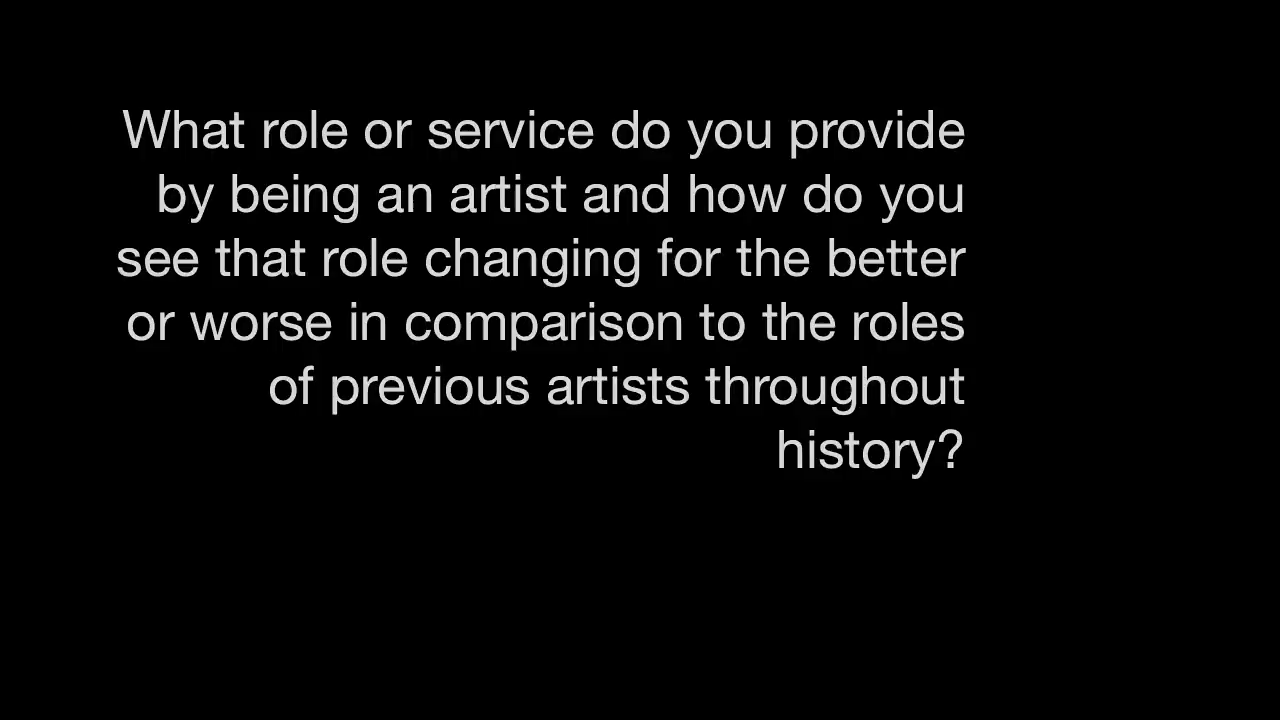 What role or service do you provide
by being an artist and how do you
see that role changing for the better
or worse in comparison to the roles
of previous artists throughout
history?